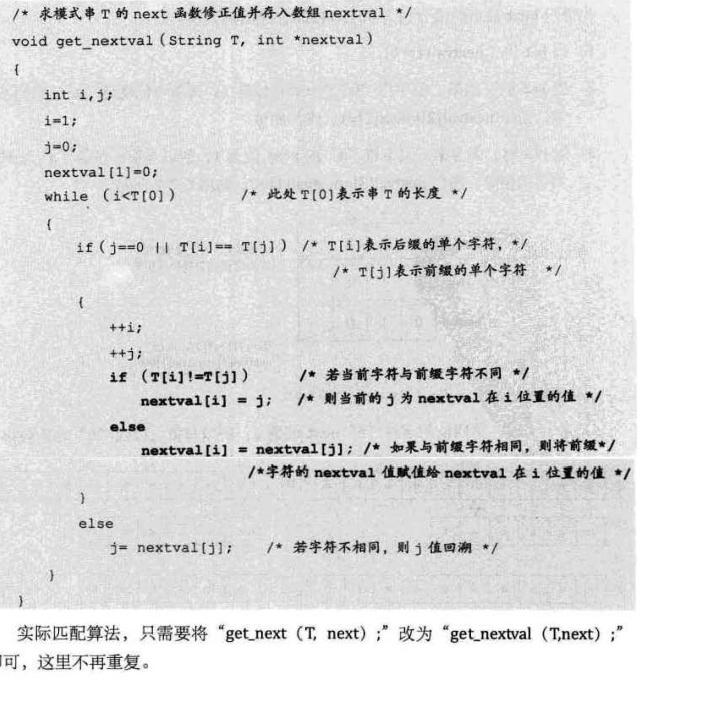 /* 求模式串 T 的 next 函数修正值并存入数组 nextval */
void get_nextval(String T, int *nextval)
{
int i,j;
i=1;
j=0;
nextval[1]=0;
while (i<T[0]) /* 此处 T[0]表示串 T 的长度 */
{
if(j==0 || T[i]== T[j]) /* T[i]表示后缀的单个字符, */
/* T[j]表示前缀的单个字符 */
{
++i;
++j;
if (T[i]!=T[j]) /* 若当前字符与前缀字符不同 */
nextval[i] = j; /* 则当前的 j 为 nextval 在 i 位置的值 */
else
nextval[i] = nextval[j]; /* 如果与前缀字符相同，则将前缀*/
/*字符的 nextval 值赋值给 nextval 在 i 位置的值 */
}
else
j= nextval[j]; /* 若字符不相同，则 j 值回溯 */
}
}
实际匹配算法，只需要将“get_next（T, next）;”改为“get_nextval（T,next）;”
即可，这里不再重复。